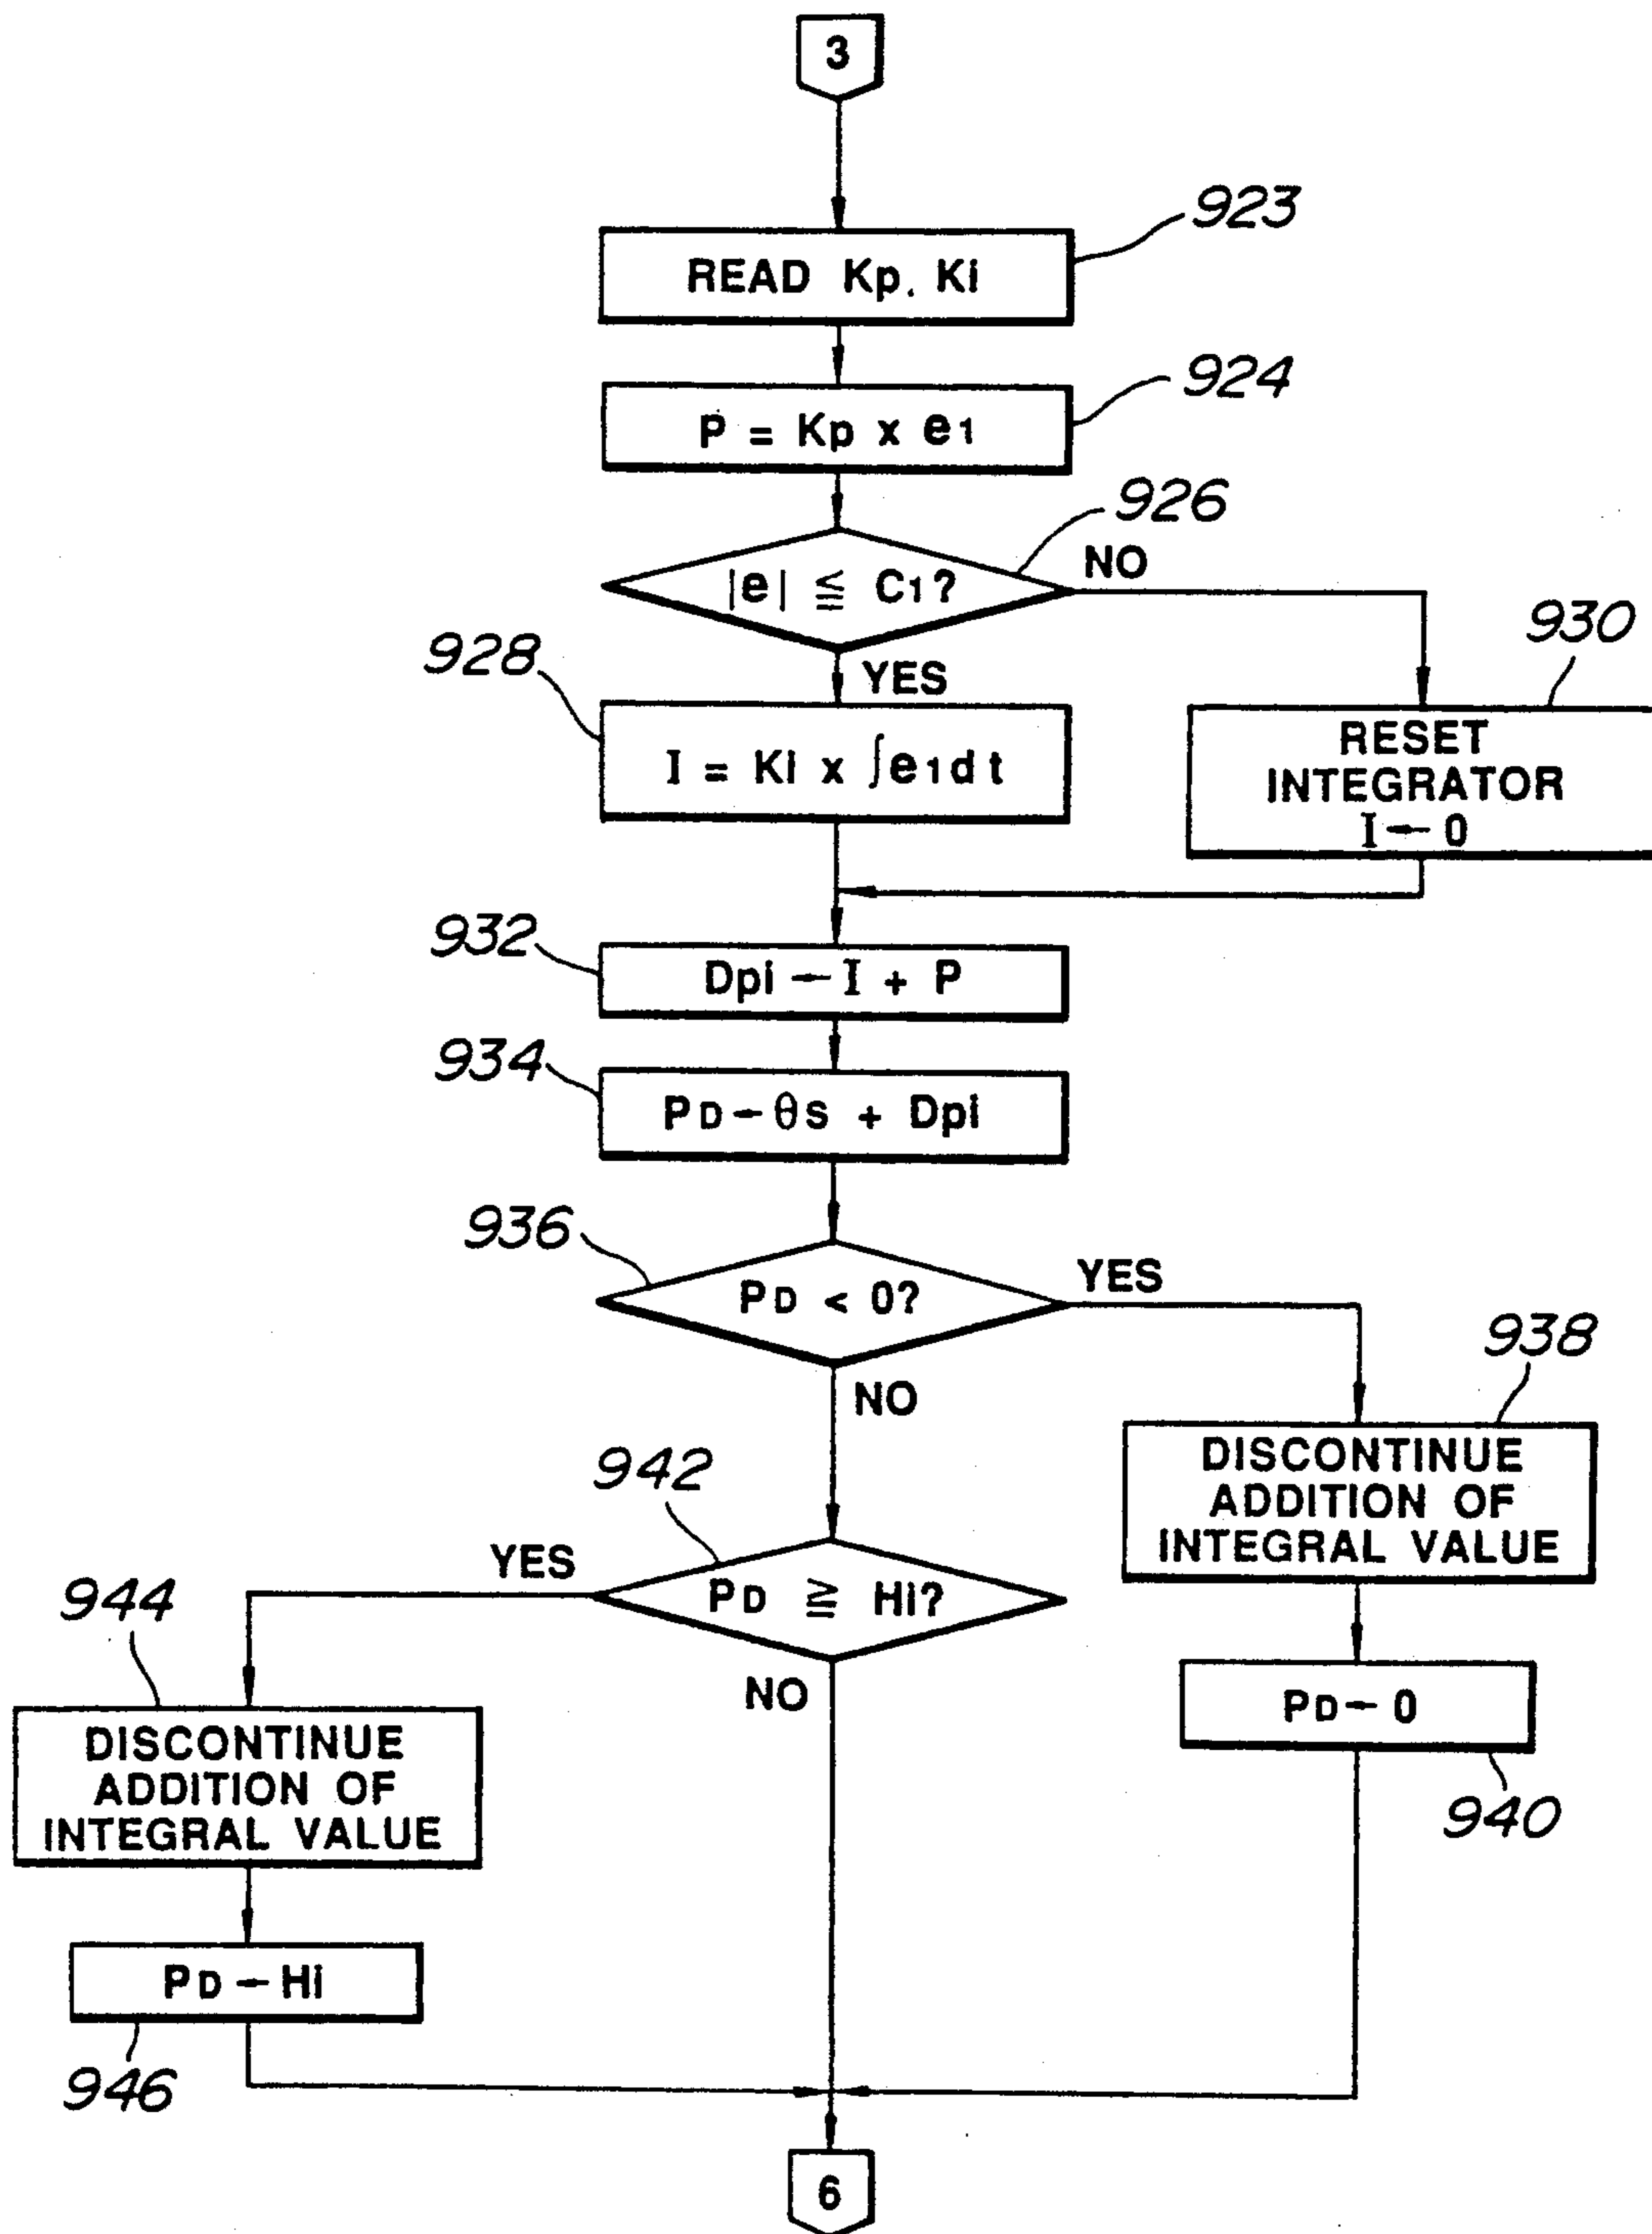 3
923
READ Kp, Ki
924
P = Kp x e1
926
|e| ≦ C1?
NO
930
928
YES
I = Ki x ∫e1dt
RESET
INTEGRATOR
I ← 0
932
Dpi ← I + P
934
PD ← θs + Dpi
936
PD < 0?
YES
938
NO
DISCONTINUE
ADDITION OF
INTEGRAL VALUE
942
YES
PD ≧ Hi?
944
NO
PD ← 0
940
DISCONTINUE
ADDITION OF
INTEGRAL VALUE
PD ← Hi
946
6